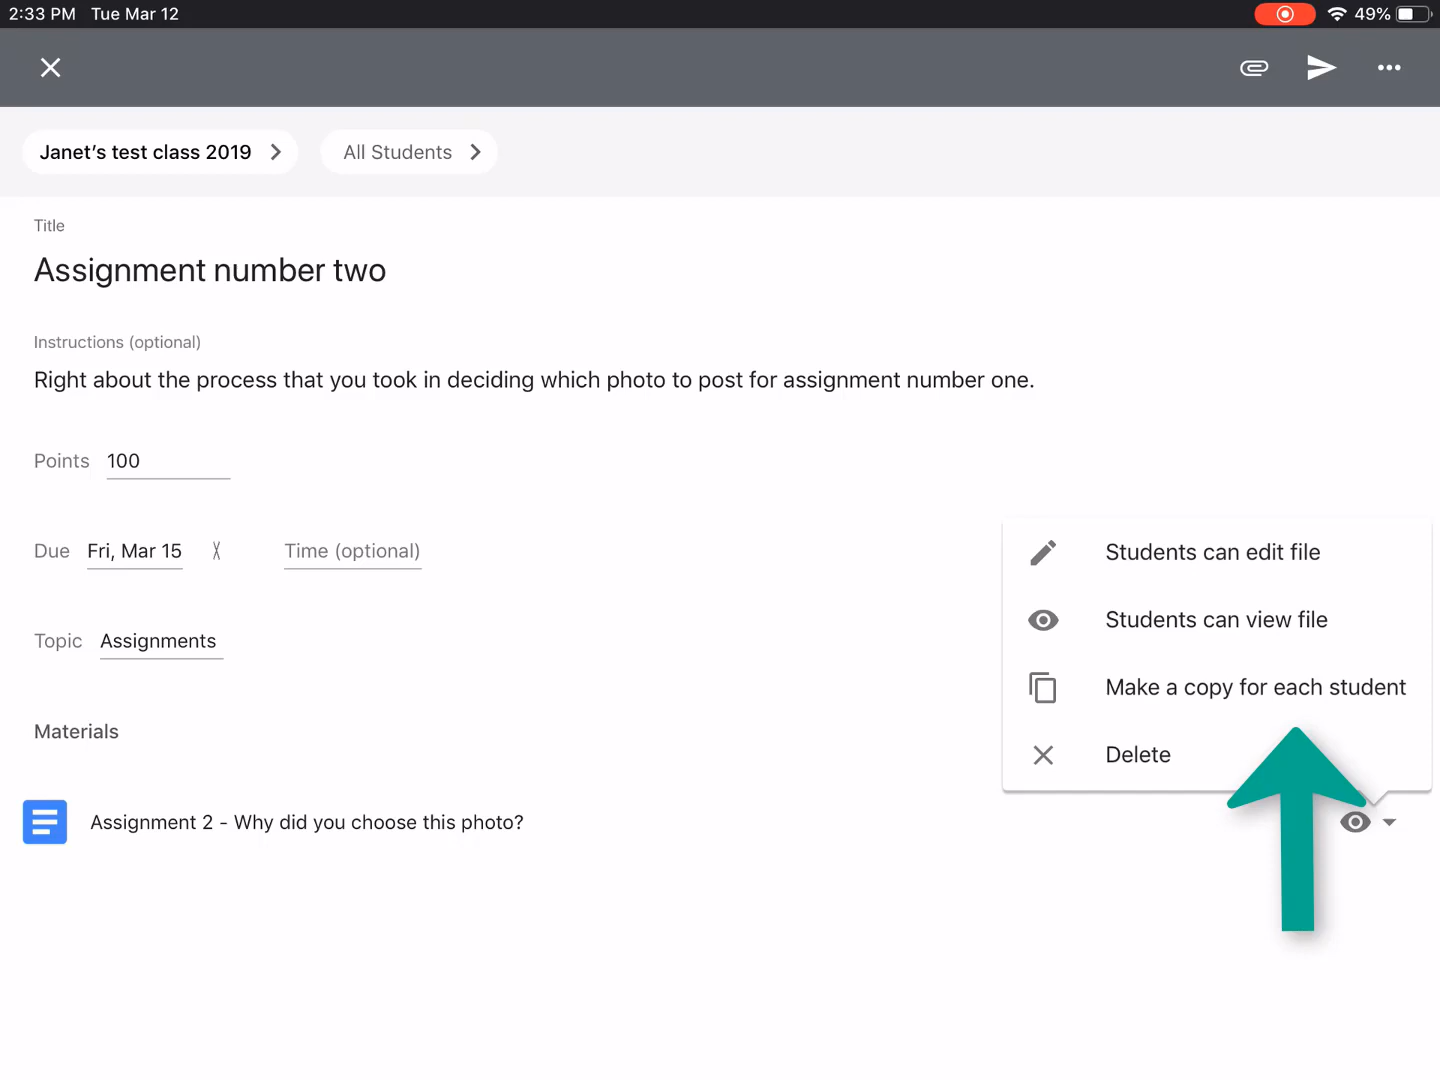 2:33 PM Tue Mar 12 49%
Janet's test class 2019 All Students
Title
Assignment number two
Instructions (optional)
Right about the process that you took in deciding which photo to post for assignment number one.
Points 100
Due Fri, Mar 15 Time (optional)
Topic Assignments
Students can edit file
Students can view file
Make a copy for each student
Delete
Materials
Assignment 2 - Why did you choose this photo?